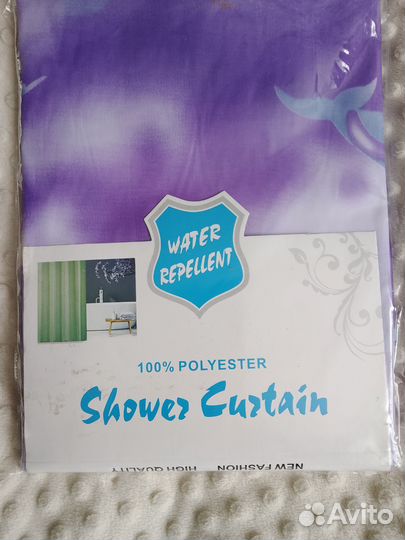 WATER
REPELLENT
100% POLYESTER
Shower Curtain
NEW FASHION HIGH QUALITY
Avito